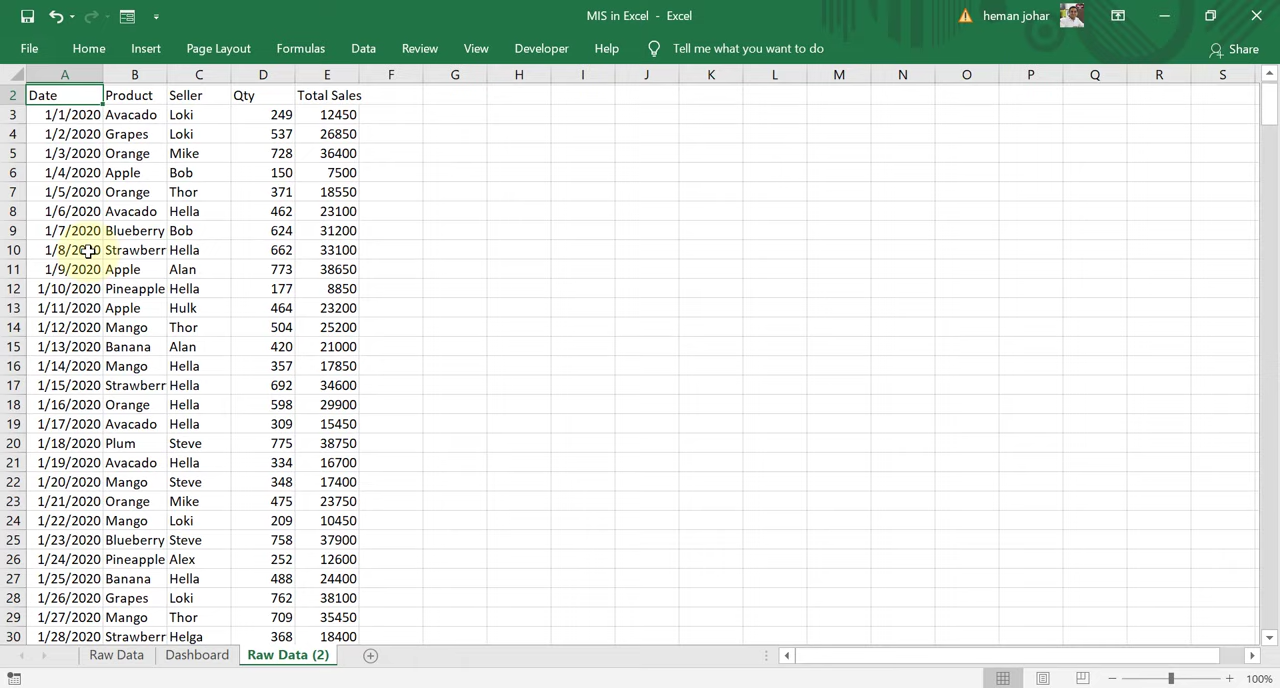 MIS in Excel - Excel
heman johar
File Home Insert Page Layout Formulas Data Review View Developer Help Tell me what you want to do Share
A B C D E F G H I J K L M N O P Q R S
2 Date Product Seller Qty Total Sales
3 1/1/2020 Avacado Loki 249 12450
4 1/2/2020 Grapes Loki 537 26850
5 1/3/2020 Orange Mike 728 36400
6 1/4/2020 Apple Bob 150 7500
7 1/5/2020 Orange Thor 371 18550
8 1/6/2020 Avacado Hella 462 23100
9 1/7/2020 Blueberry Bob 624 31200
10 1/8/2020 Strawberr Hella 662 33100
11 1/9/2020 Apple Alan 773 38650
12 1/10/2020 Pineapple Hella 177 8850
13 1/11/2020 Apple Hulk 464 23200
14 1/12/2020 Mango Thor 504 25200
15 1/13/2020 Banana Alan 420 21000
16 1/14/2020 Mango Hella 357 17850
17 1/15/2020 Strawberr Hella 692 34600
18 1/16/2020 Orange Hella 598 29900
19 1/17/2020 Avacado Hella 309 15450
20 1/18/2020 Plum Steve 775 38750
21 1/19/2020 Avacado Hella 334 16700
22 1/20/2020 Mango Steve 348 17400
23 1/21/2020 Orange Mike 475 23750
24 1/22/2020 Mango Loki 209 10450
25 1/23/2020 Blueberry Steve 758 37900
26 1/24/2020 Pineapple Alex 252 12600
27 1/25/2020 Banana Hella 488 24400
28 1/26/2020 Grapes Loki 762 38100
29 1/27/2020 Mango Thor 709 35450
30 1/28/2020 Strawberr Helga 368 18400
Raw Data Dashboard Raw Data (2)
100%